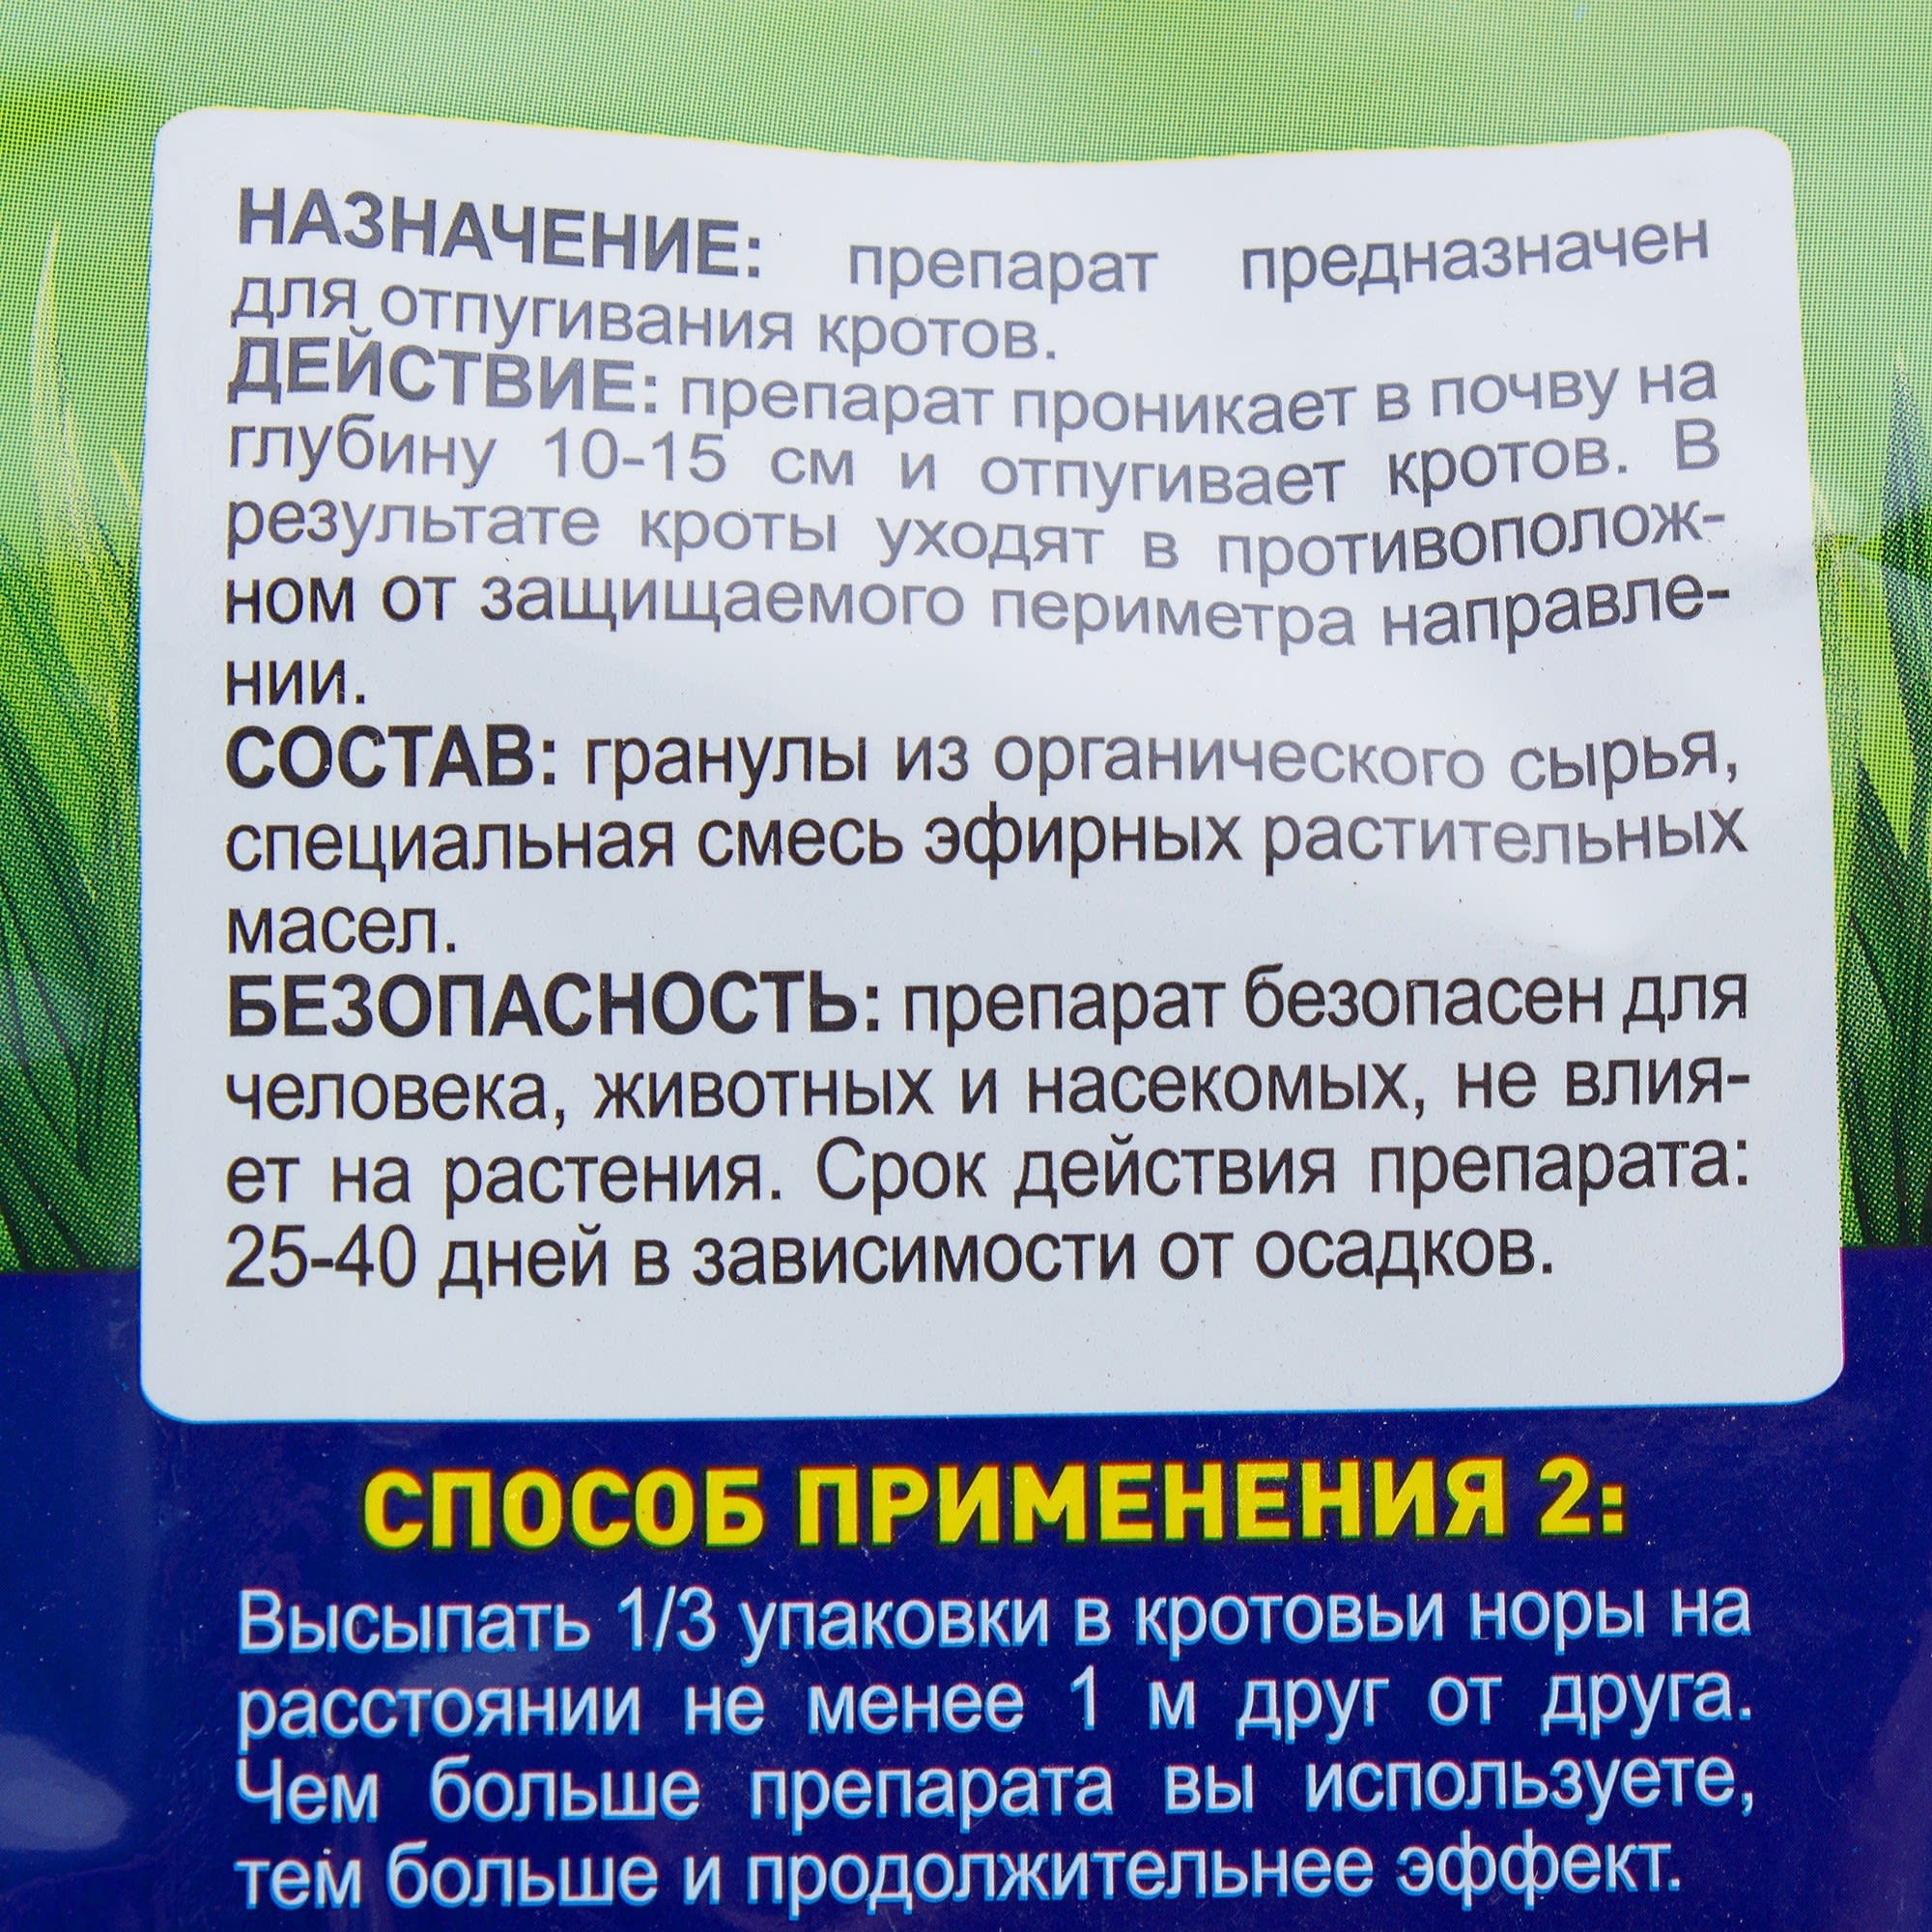 НАЗНАЧЕНИЕ: препарат предназначен
для отпугивания кротов.
ДЕЙСТВИЕ: препарат проникает в почву на
глубину 10-15 см и отпугивает кротов. В
результате кроты уходят в противополож-
ном от защищаемого периметра направле-
нии.
СОСТАВ: гранулы из органического сырья,
специальная смесь эфирных растительных
масел.
БЕЗОПАСНОСТЬ: препарат безопасен для
человека, животных и насекомых, не влия-
ет на растения. Срок действия препарата:
25-40 дней в зависимости от осадков.
СПОСОБ ПРИМЕНЕНИЯ 2:
Высыпать 1/3 упаковки в кротовьи норы на
расстоянии не менее 1 м друг от друга.
Чем больше препарата вы используете,
тем больше и продолжительнее эффект.